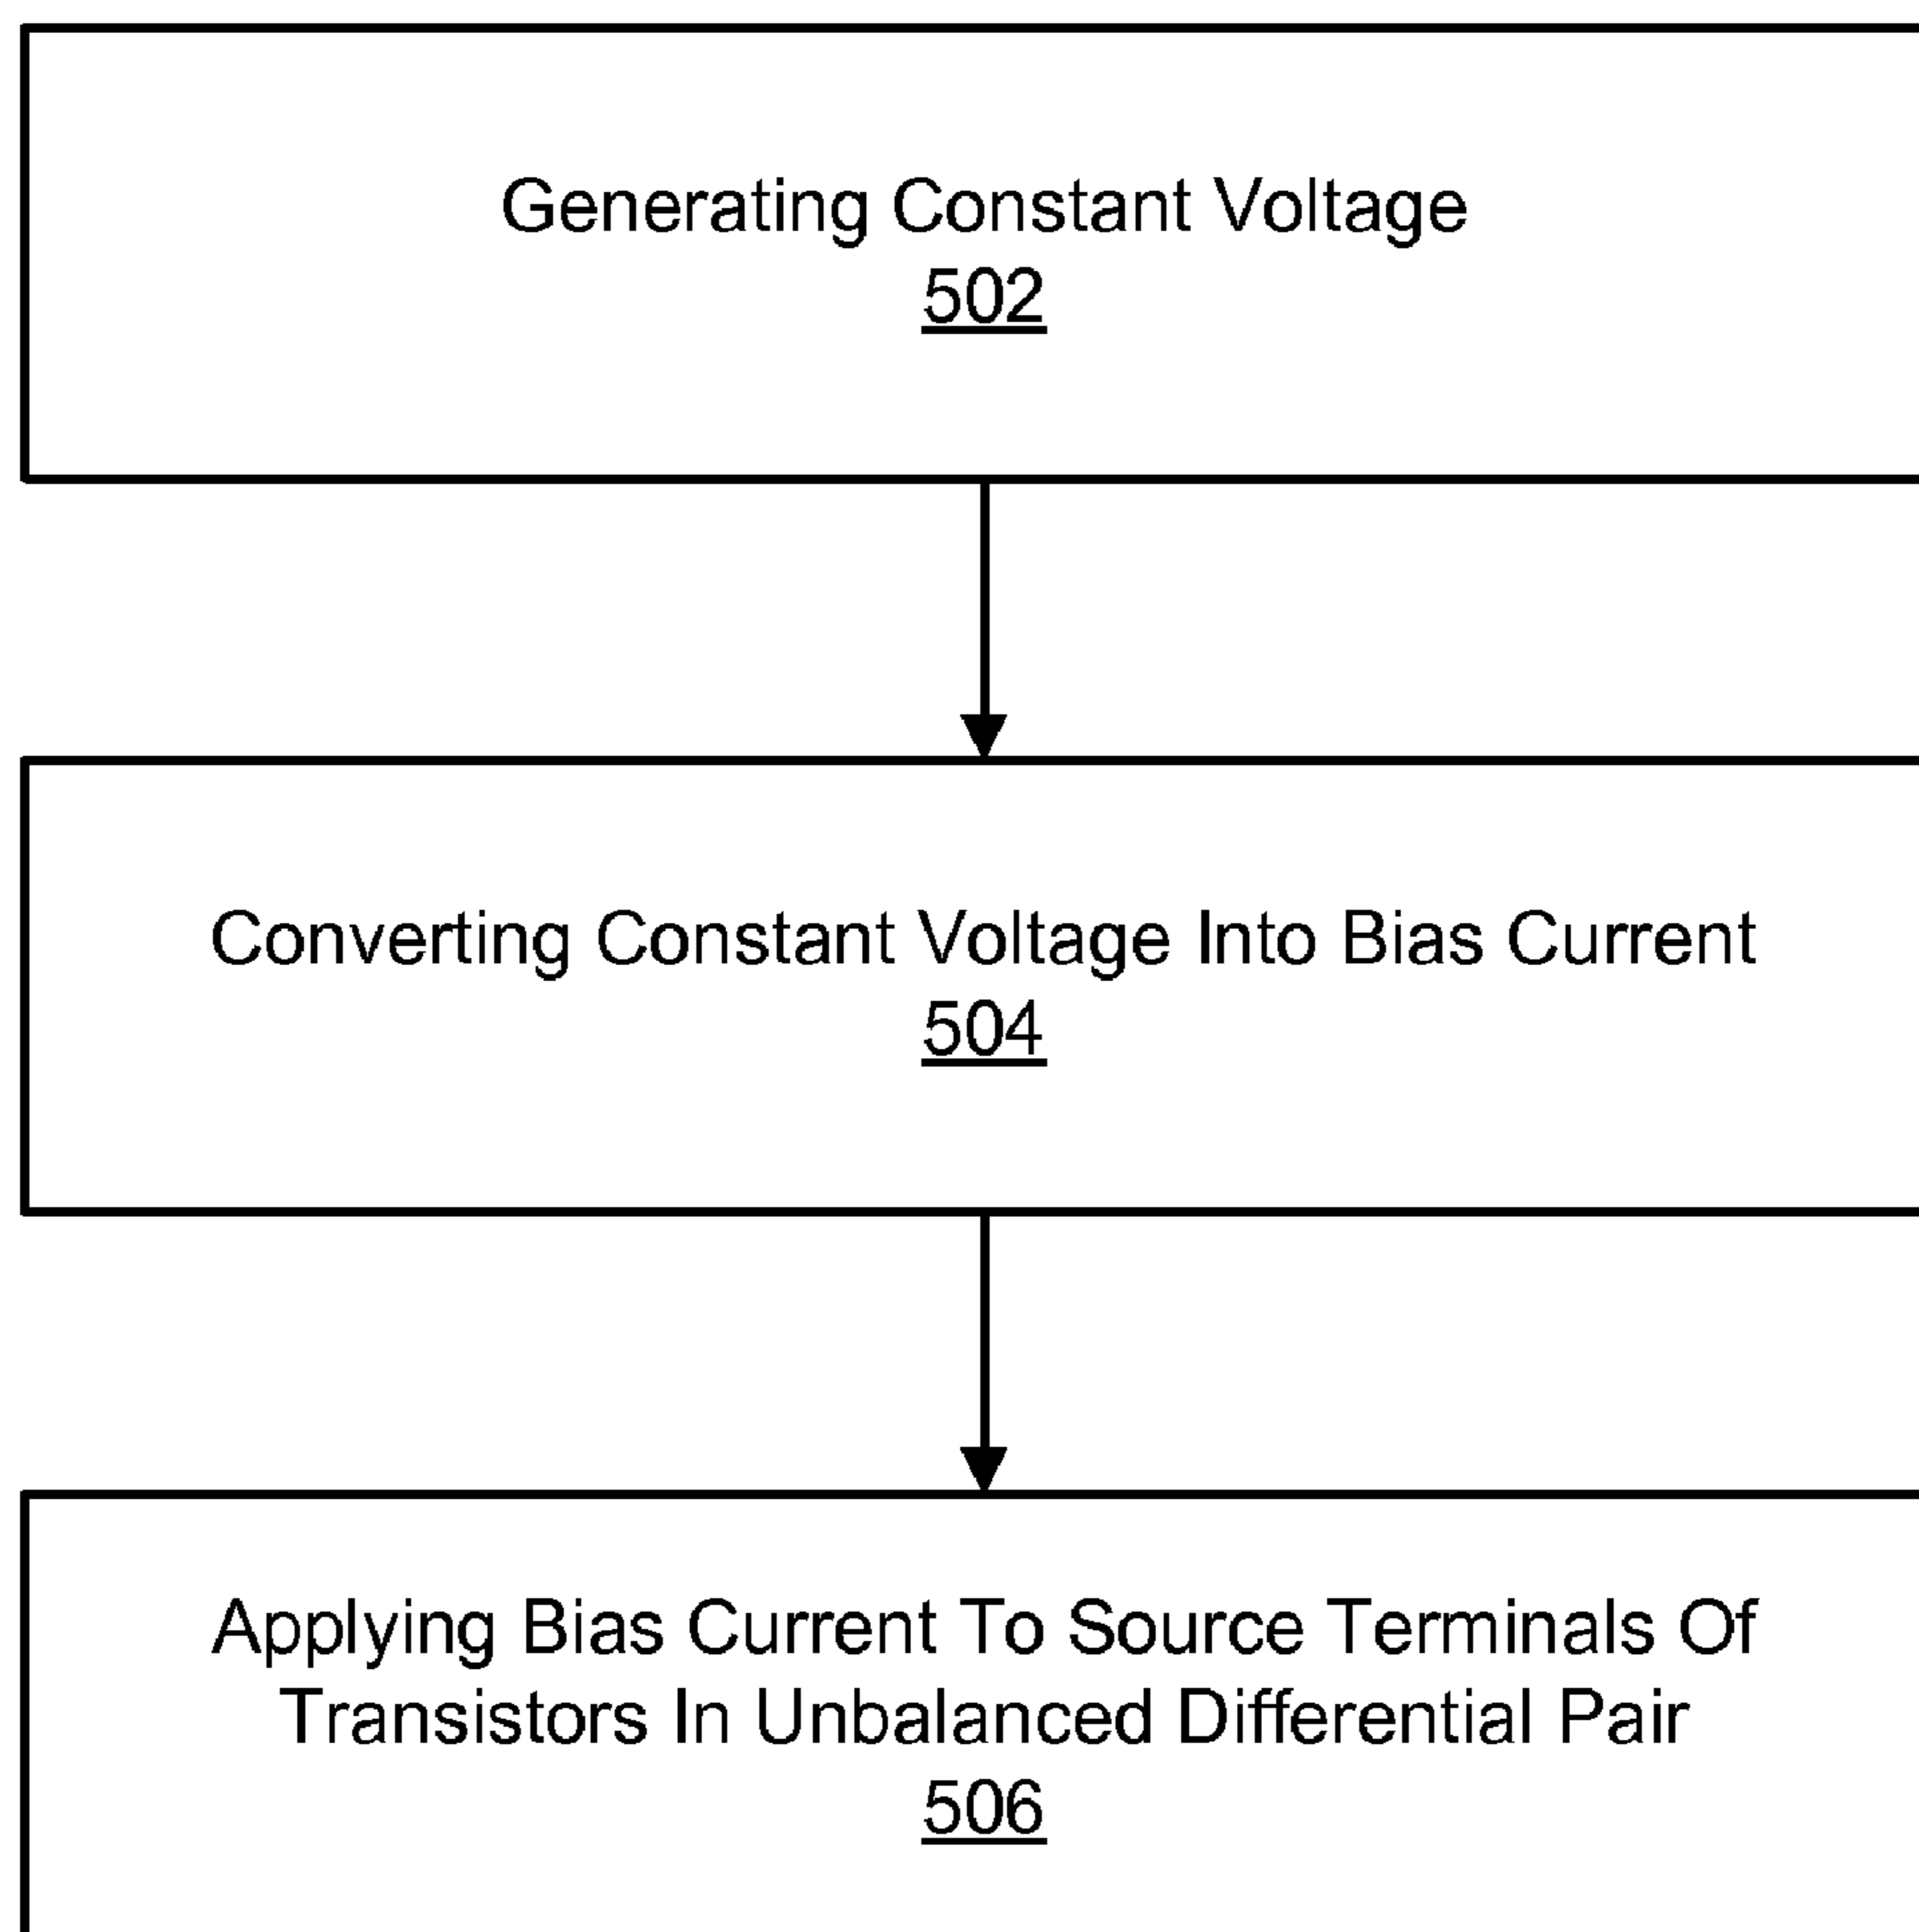 Generating Constant Voltage
502
Converting Constant Voltage Into Bias Current
504
Applying Bias Current To Source Terminals Of
Transistors In Unbalanced Differential Pair
506